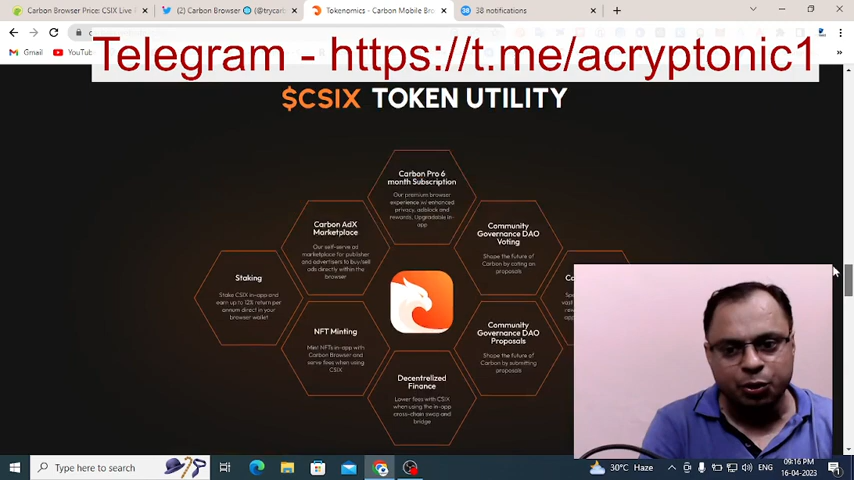 Carbon Browser Price: CSIX Live
(2) Carbon Browser (@trycarb
Tokenomics - Carbon Mobile Bro
38 notifications
Gmail
YouTub
Telegram - https://t.me/acryptonic1
$CSIX TOKEN UTILITY
Carbon Pro 6
month Subscription
Our premium browser
experience w/ enhanced
privacy, adblock and
rewards, Upgradable in-
app
Carbon AdX
Marketplace
Our self-serve ad
marketplace for publisher
and advertisers to buy/sell
ads directly within the
browser
Community
Governance DAO
Voting
Shape the future of
Carbon by voting on
proposals
Staking
Stake CSIX in-app and
earn up to 12% return per
annum direct in your
browser wallet
NFT Minting
Mint NFTs in-app with
Carbon Browser and
serve fees when using
CSIX
Community
Governance DAO
Proposals
Shape the future of
Carbon by submitting
proposals
Decentrelized
Finance
Lower fees with CSIX
when using the in-app
cross-chain swap and
bridge
Type here to search
30°C Haze
ENG
09:16 PM
16-04-2023